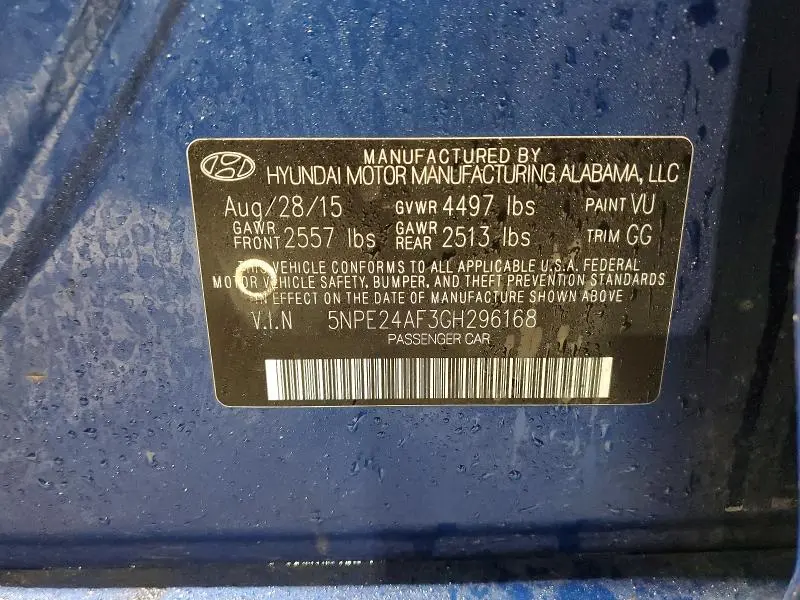 MANUFACTURED BY
HYUNDAI MOTOR MANUFACTURING ALABAMA, LLC
Aug/28/15 GVWR 4497 lbs PAINT VU
GAWR FRONT 2557 lbs GAWR REAR 2513 lbs TRIM GG
THIS VEHICLE CONFORMS TO ALL APPLICABLE U.S.A. FEDERAL
MOTOR VEHICLE SAFETY, BUMPER, AND THEFT PREVENTION STANDARDS
IN EFFECT ON THE DATE OF MANUFACTURE SHOWN ABOVE
V.I.N 5NPE24AF3GH296168
PASSENGER CAR